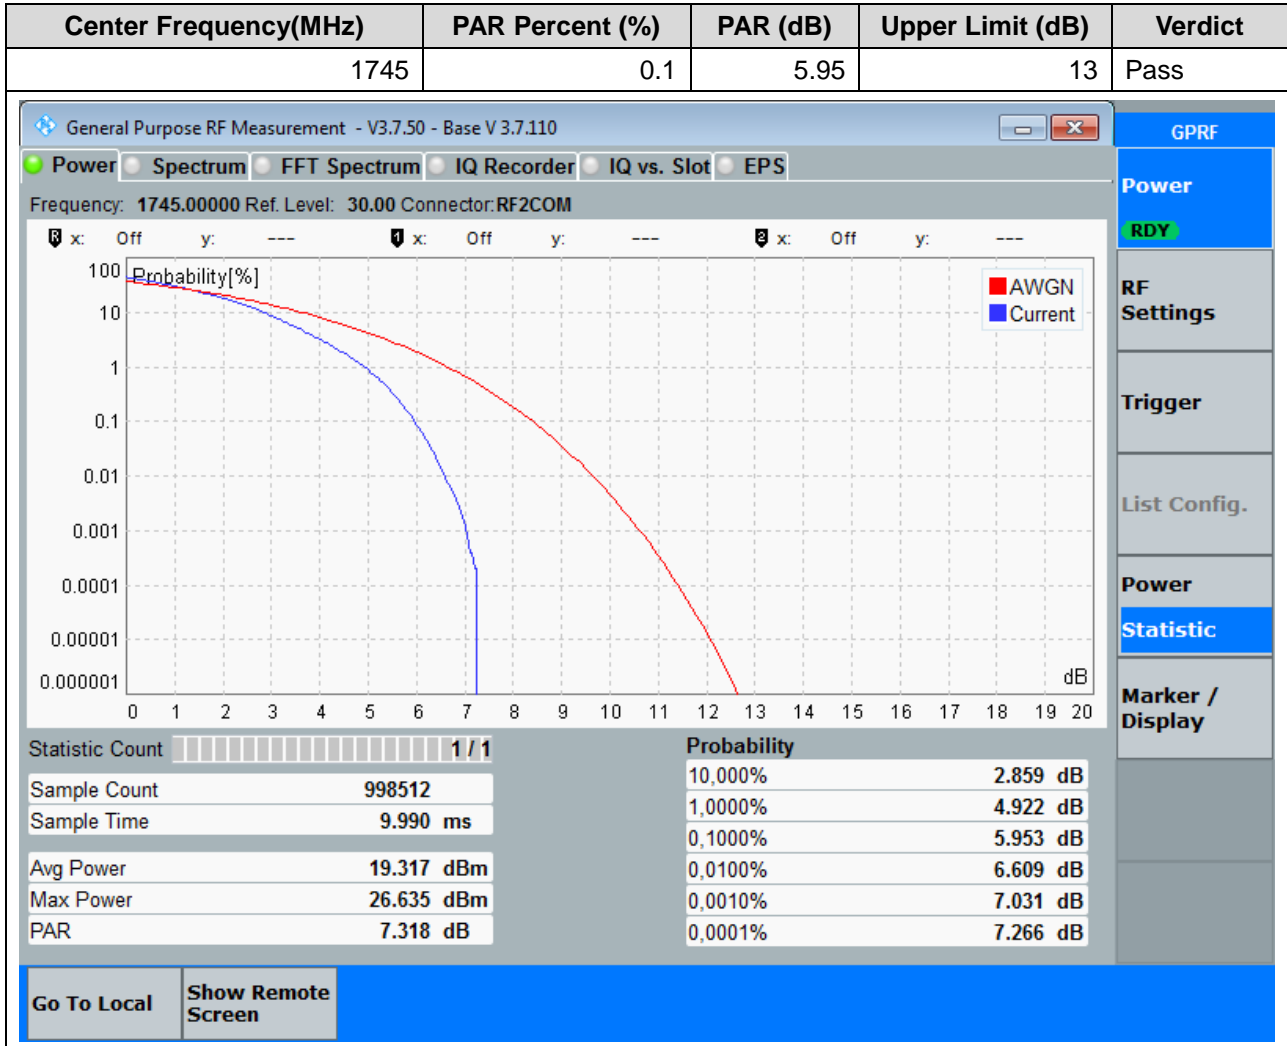 Center Frequency(MHz) PAR Percent (%) PAR (dB) Upper Limit (dB) Verdict
1745 0.1 5.95 13 Pass
General Purpose RF Measurement - V3.7.50 - Base V 3.7.110
GPRF
Power Spectrum FFT Spectrum IQ Recorder IQ vs. Slot EPS
Frequency: 1745.00000 Ref. Level: 30.00 Connector:RF2COM
R x: Off y: --- 1 x: Off y: --- 2 x: Off y: ---
Probability[%]
AWGN
Current
100
10
1
0.1
0.01
0.001
0.0001
0.00001
0.000001
dB
0 1 2 3 4 5 6 7 8 9 10 11 12 13 14 15 16 17 18 19 20
Statistic Count 1 / 1
Sample Count 998512
Sample Time 9.990 ms
Avg Power 19.317 dBm
Max Power 26.635 dBm
PAR 7.318 dB
Probability
10,000% 2.859 dB
1,0000% 4.922 dB
0,1000% 5.953 dB
0,0100% 6.609 dB
0,0010% 7.031 dB
0,0001% 7.266 dB
Power
RDY
RF
Settings
Trigger
List Config.
Power
Statistic
Marker /
Display
Go To Local
Show Remote
Screen